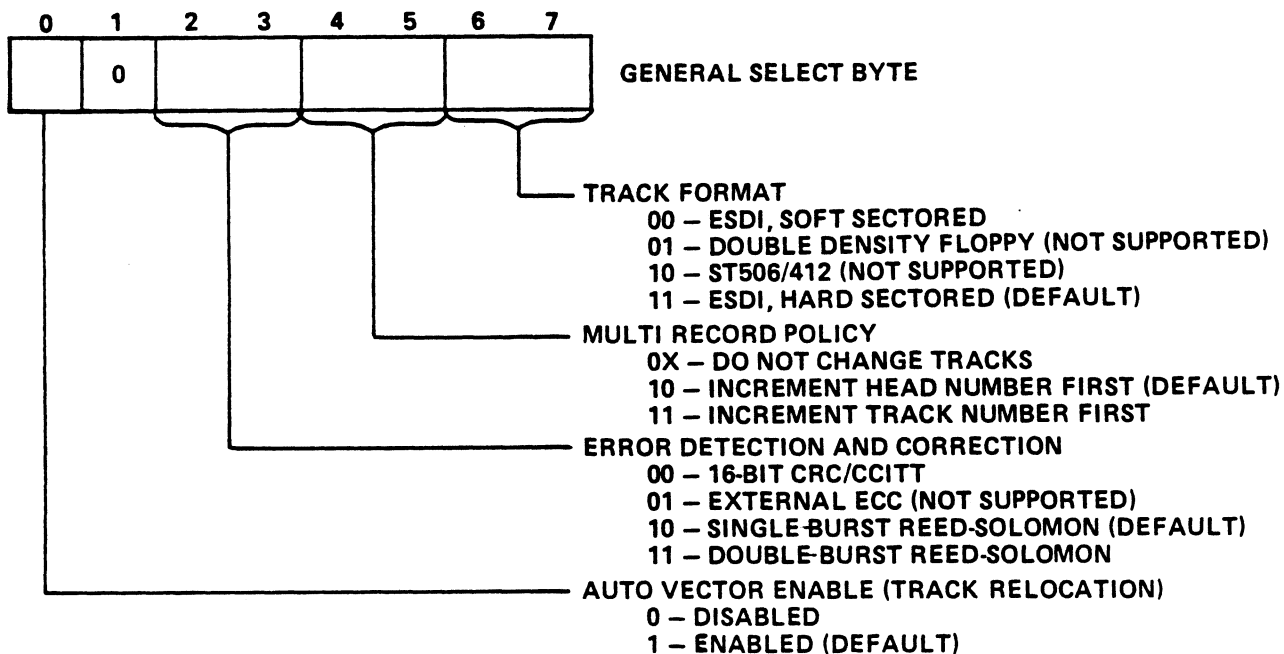 0 1 2 3 4 5 6 7
0
GENERAL SELECT BYTE
TRACK FORMAT
00 – ESDI, SOFT SECTORED
01 – DOUBLE DENSITY FLOPPY (NOT SUPPORTED)
10 – ST506/412 (NOT SUPPORTED)
11 – ESDI, HARD SECTORED (DEFAULT)
MULTI RECORD POLICY
0X – DO NOT CHANGE TRACKS
10 – INCREMENT HEAD NUMBER FIRST (DEFAULT)
11 – INCREMENT TRACK NUMBER FIRST
ERROR DETECTION AND CORRECTION
00 – 16-BIT CRC/CCITT
01 – EXTERNAL ECC (NOT SUPPORTED)
10 – SINGLE-BURST REED-SOLOMON (DEFAULT)
11 – DOUBLE-BURST REED-SOLOMON
AUTO VECTOR ENABLE (TRACK RELOCATION)
0 – DISABLED
1 – ENABLED (DEFAULT)